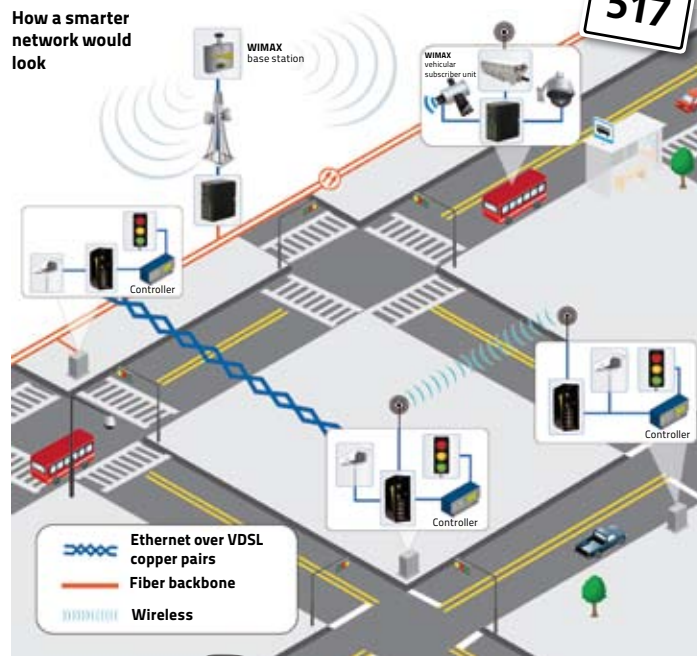 How a smarter
network would
look
517
WIMAX
base station
WIMAX
vehicular
subscriber unit
Controller
Controller
Controller
Ethernet over VDSL
copper pairs
Fiber backbone
Wireless